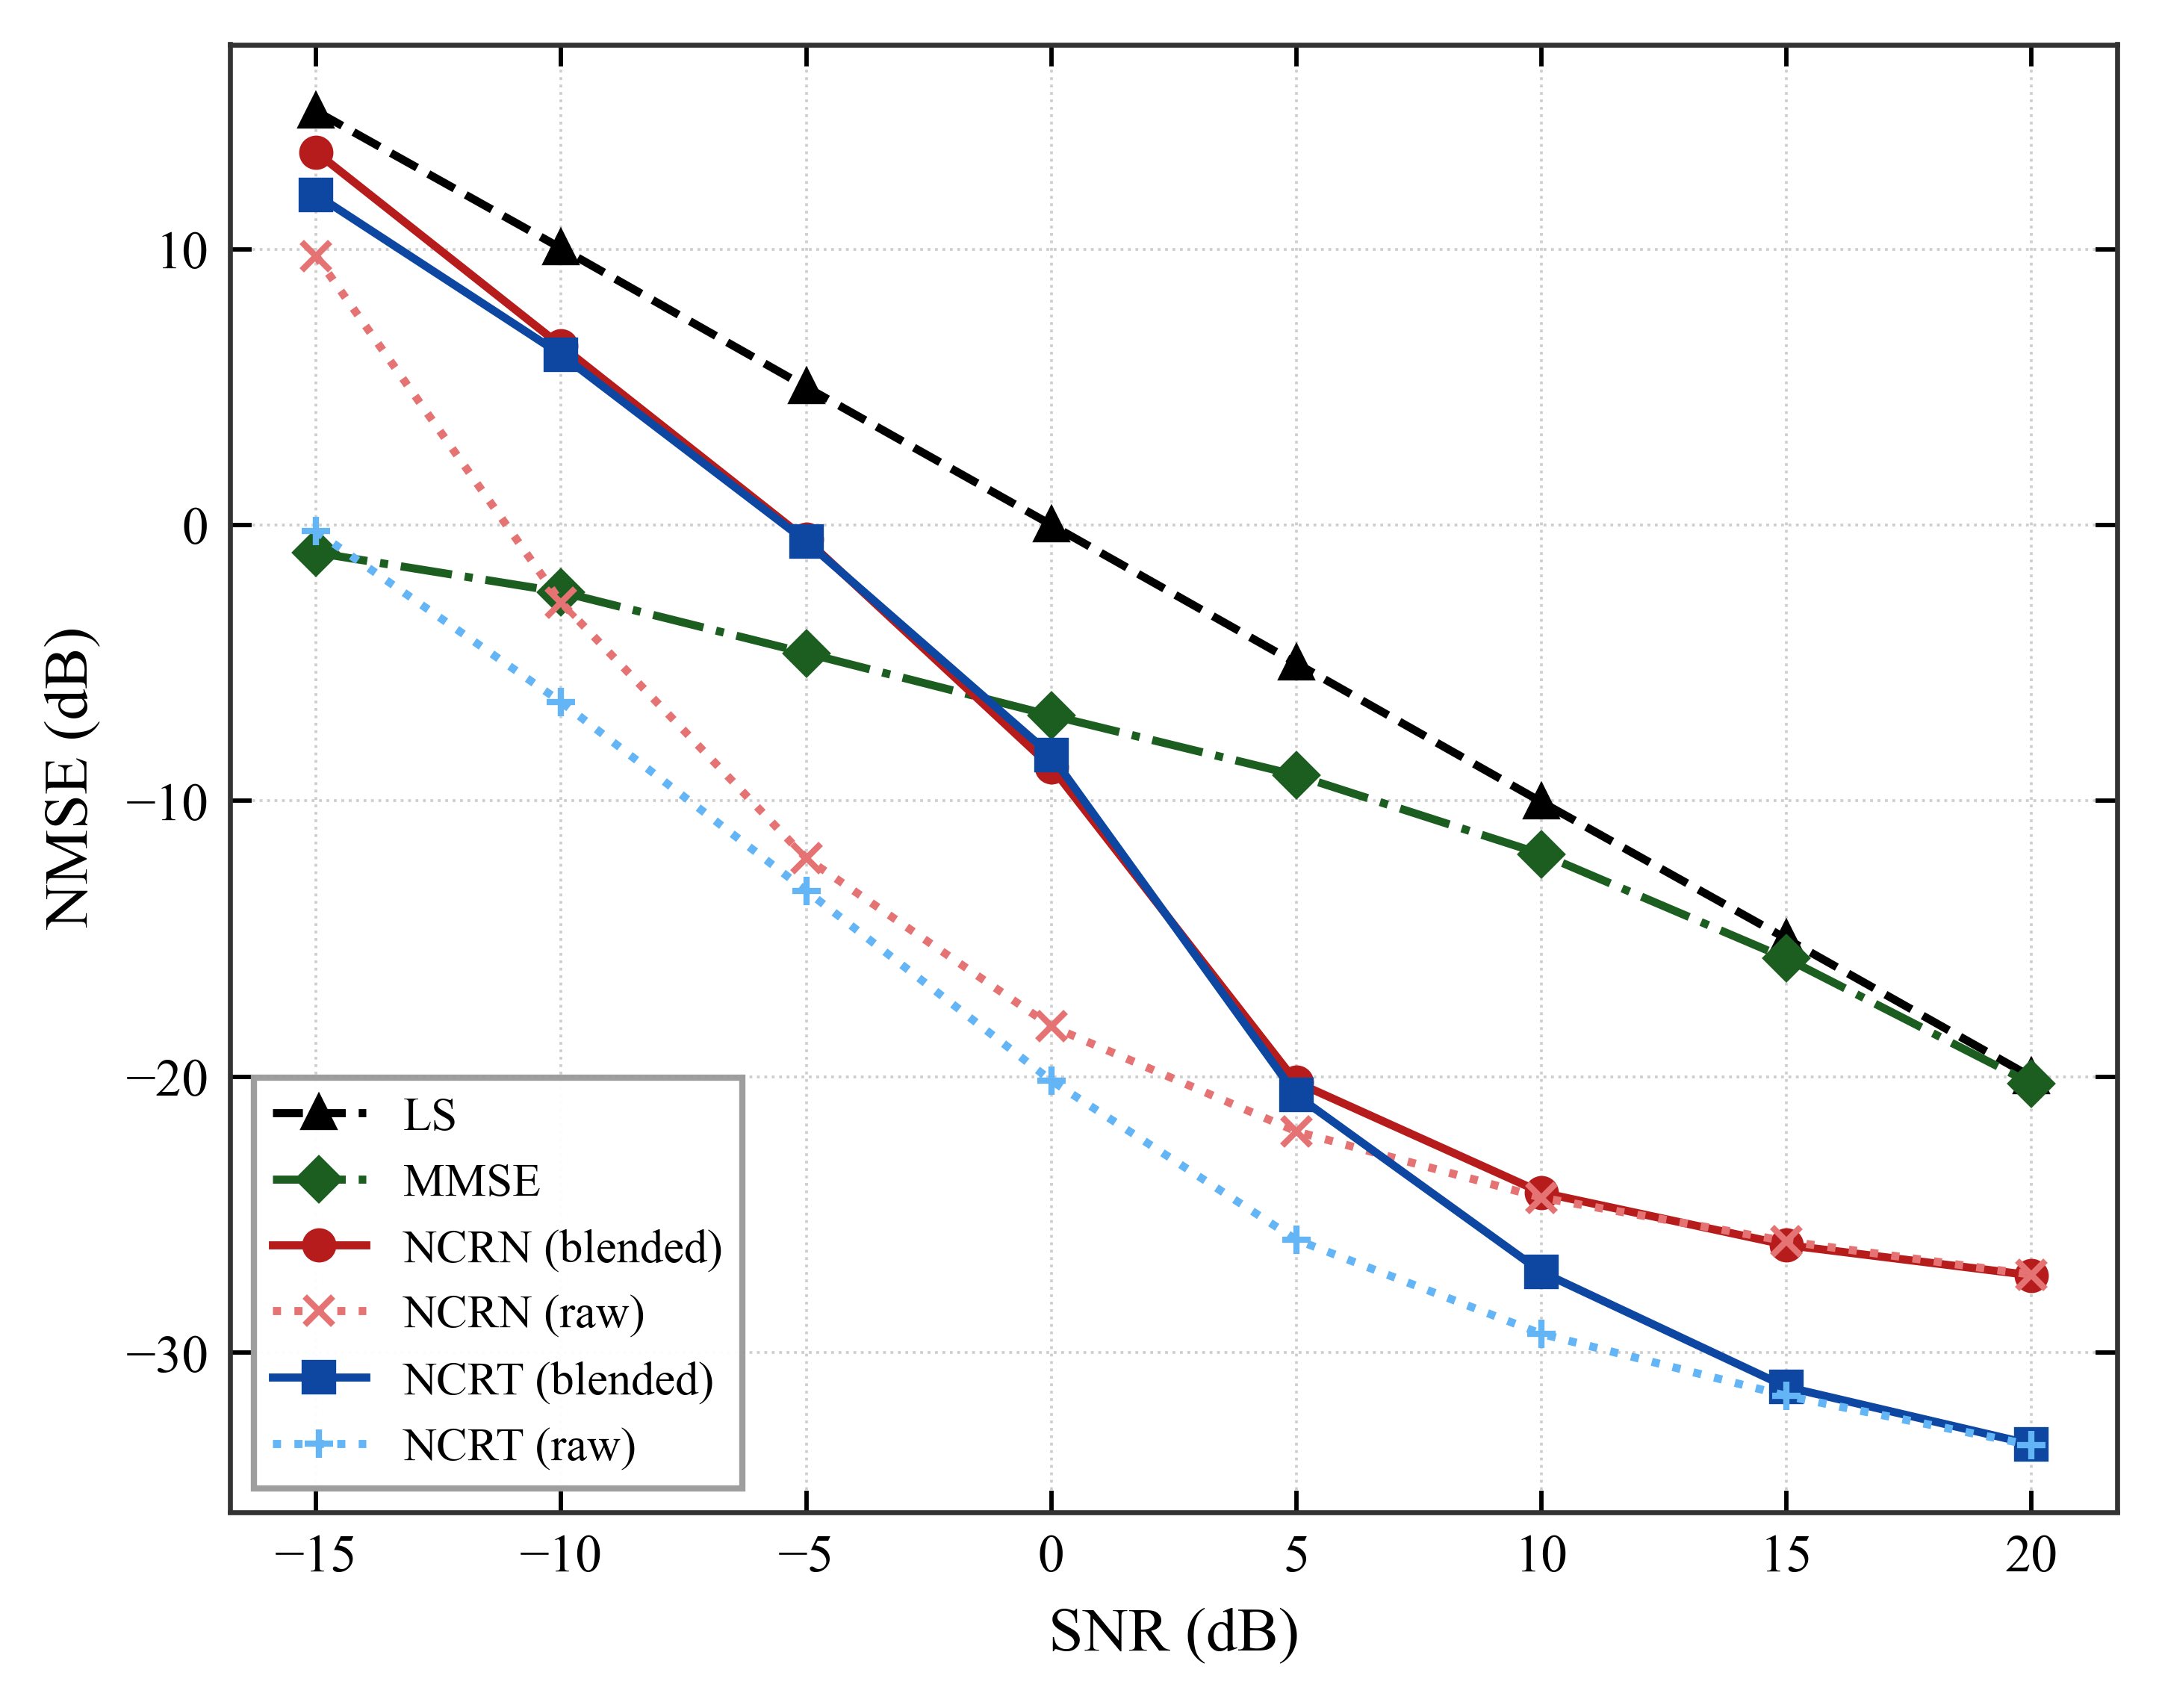 10
0
−10
−20
−30
NMSE (dB)
LS
MMSE
NCRN (blended)
NCRN (raw)
NCRT (blended)
NCRT (raw)
−15 −10 −5 0 5 10 15 20
SNR (dB)